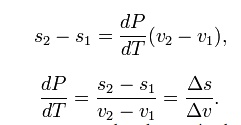 s₂ − s₁ = dP/dT (v₂ − v₁),
dP/dT = (s₂ − s₁)/(v₂ − v₁) = Δs/Δv.